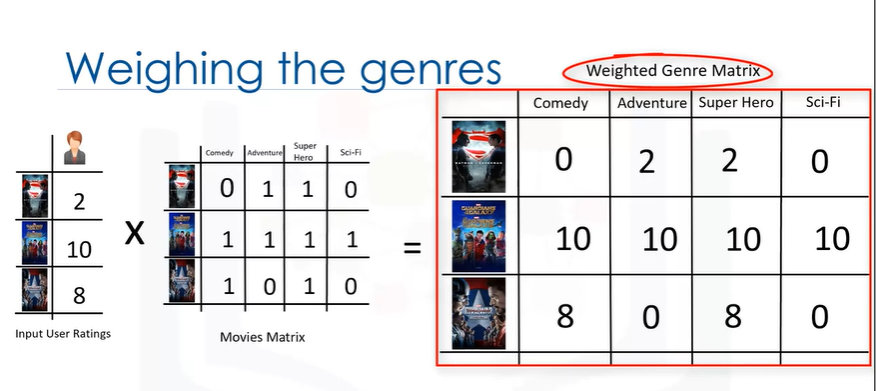 Weighing the genres
Weighted Genre Matrix
2
10
8
Input User Ratings
X
Comedy Adventure Super Hero Sci-Fi
0 1 1 0
1 1 1 1
1 0 1 0
Movies Matrix
=
Comedy Adventure Super Hero Sci-Fi
0 2 2 0
10 10 10 10
8 0 8 0